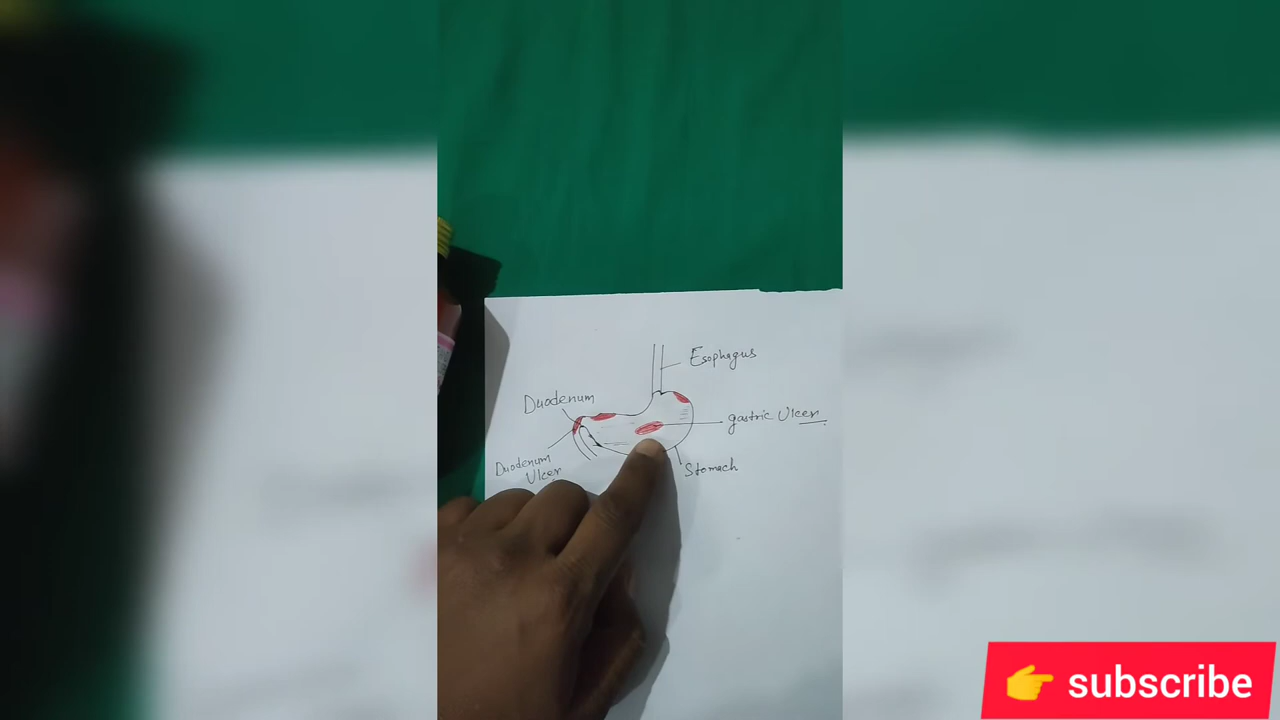 Esophagus
Duodenum
gastric Ulcer
Duodenum
Ulcer
Stomach
👉 subscribe